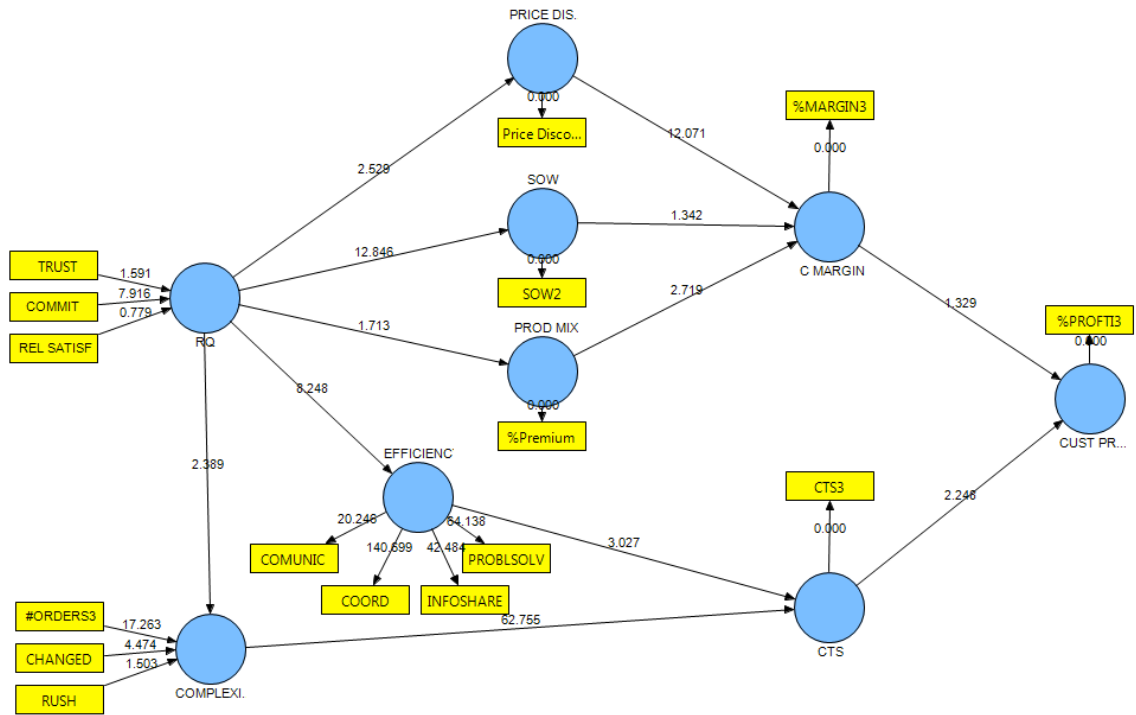 PRICE DIS.
0.000
Price Disco...
%MARGIN3
12.071
0.000
2.529
SOW
1.342
12.846
0.000
C MARGIN
TRUST
1.591
SOW2
2.719
COMMIT
7.916
0.779
1.329
REL SATISF
RQ
1.713
PROD MIX
%PROFTI3
0.000
8.248
0.000
%Premium
CUST PR...
EFFICIENC
2.389
CTS3
2.248
20.246
64.138
0.000
COMUNIC
140.699
42.484
PROBLSOLV
3.027
COORD
INFOSHARE
#ORDERS3
17.263
62.755
CHANGED
4.474
CTS
1.503
RUSH
COMPLEXI.